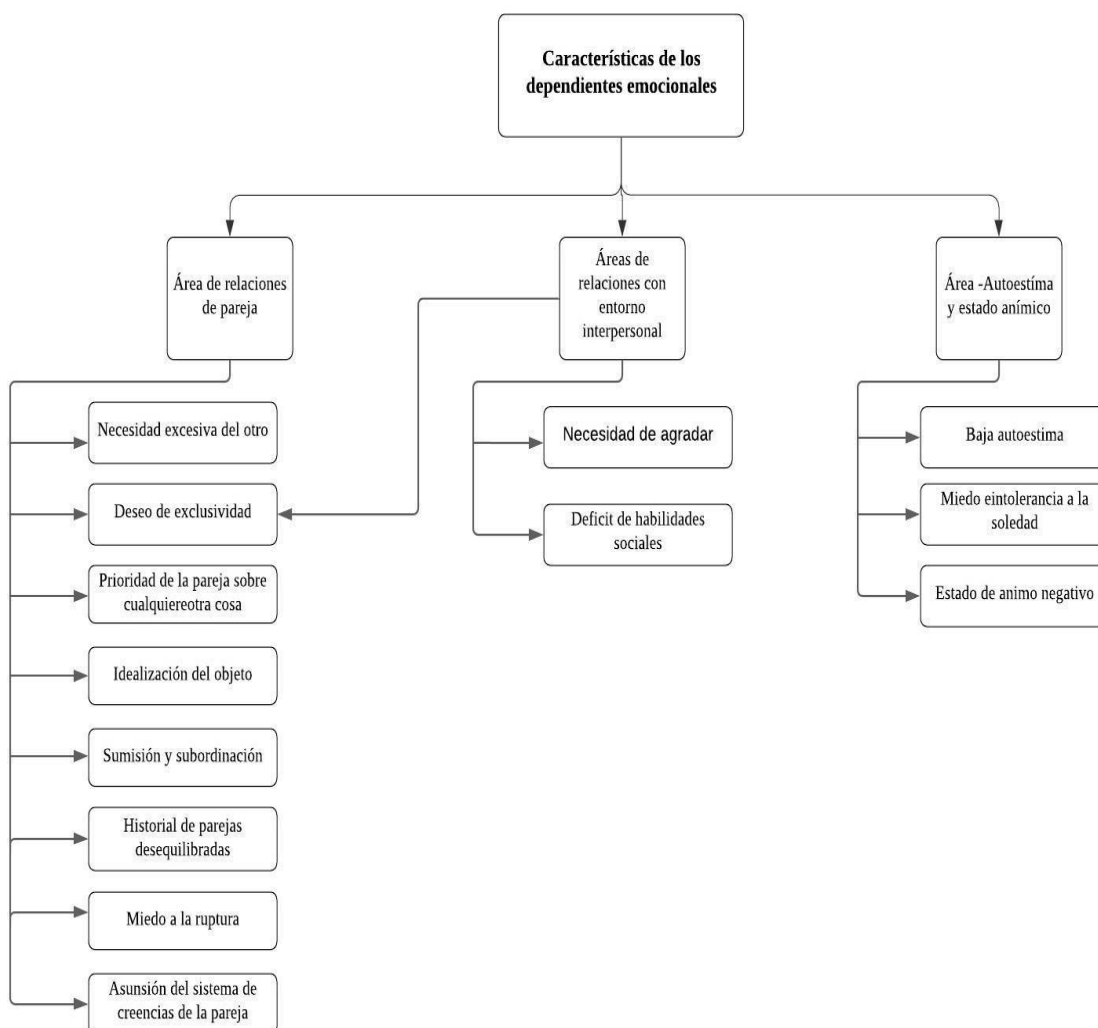 Características de los
dependientes emocionales
Área de relaciones
de pareja
Áreas de
relaciones con
entorno
interpersonal
Área -Autoestíma
y estado anímico
Necesidad excesiva del otro
Deseo de exclusividad
Prioridad de la pareja sobre
cualquiereotra cosa
Idealización del objeto
Sumisión y subordinación
Historial de parejas
desequilibradas
Miedo a la ruptura
Asunsión del sistema de
creencias de la pareja
Necesidad de agradar
Deficit de habilidades
sociales
Baja autoestima
Miedo eintolerancia a la
soledad
Estado de animo negativo